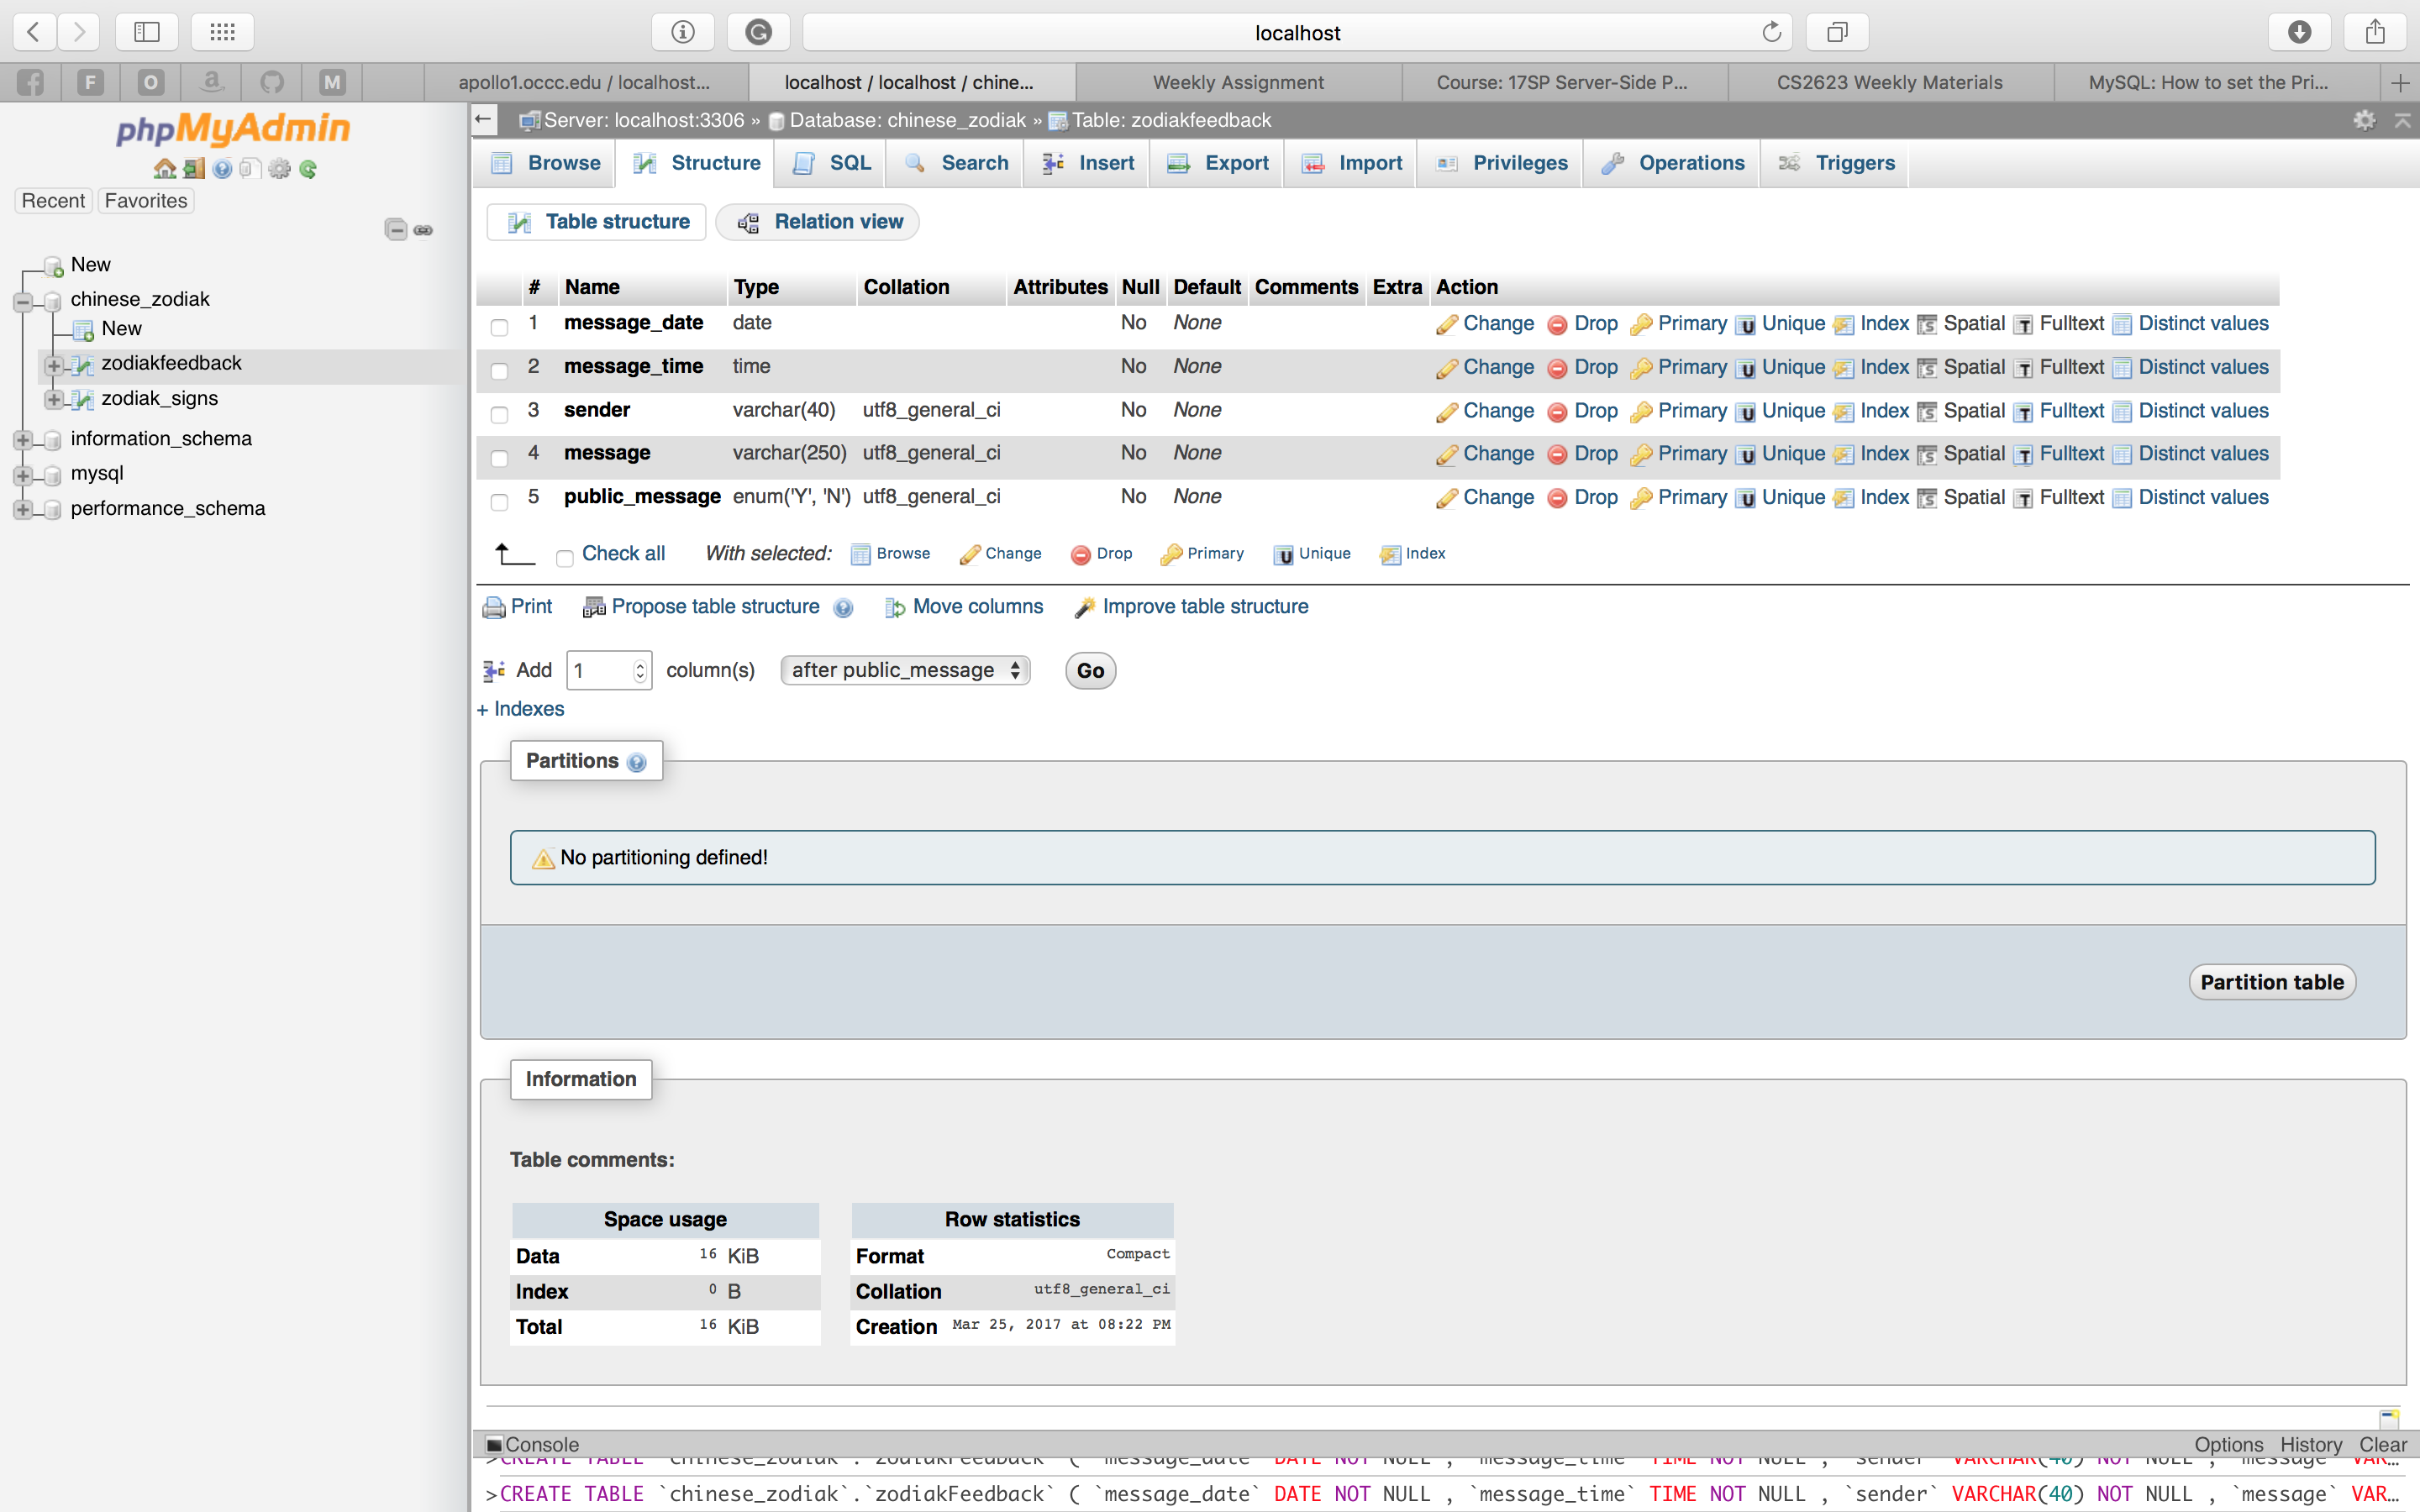 localhost
F O a M apollo1.occc.edu / localhost... localhost / localhost / chine... Weekly Assignment Course: 17SP Server-Side P... CS2623 Weekly Materials MySQL: How to set the Pri... +
phpMyAdmin
Recent Favorites
New
chinese_zodiak
New
zodiakfeedback
zodiak_signs
information_schema
mysql
performance_schema
Server: localhost:3306 » Database: chinese_zodiak » Table: zodiakfeedback
Browse Structure SQL Search Insert Export Import Privileges Operations Triggers
Table structure Relation view
# Name Type Collation Attributes Null Default Comments Extra Action
1 message_date date No None Change Drop Primary Unique Index Spatial Fulltext Distinct values
2 message_time time No None Change Drop Primary Unique Index Spatial Fulltext Distinct values
3 sender varchar(40) utf8_general_ci No None Change Drop Primary Unique Index Spatial Fulltext Distinct values
4 message varchar(250) utf8_general_ci No None Change Drop Primary Unique Index Spatial Fulltext Distinct values
5 public_message enum('Y', 'N') utf8_general_ci No None Change Drop Primary Unique Index Spatial Fulltext Distinct values
Check all With selected: Browse Change Drop Primary Unique Index
Print Propose table structure Move columns Improve table structure
Add 1 column(s) after public_message Go
+ Indexes
Partitions
No partitioning defined!
Partition table
Information
Table comments:
Space usage
Data 16 KiB
Index 0 B
Total 16 KiB
Row statistics
Format Compact
Collation utf8_general_ci
Creation Mar 25, 2017 at 08:22 PM
Console Options History Clear
>CREATE TABLE `chinese_zodiak`.`zodiakFeedback` ( `message_date` DATE NOT NULL , `message_time` TIME NOT NULL , `sender` VARCHAR(40) NOT NULL , `message` VAR...
>CREATE TABLE `chinese_zodiak`.`zodiakFeedback` ( `message_date` DATE NOT NULL , `message_time` TIME NOT NULL , `sender` VARCHAR(40) NOT NULL , `message` VAR...